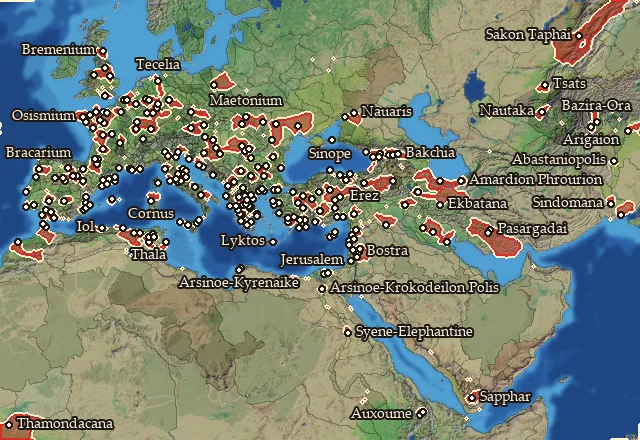 Sakon Taphai
Bremenium
Tecelia
Tsats
Maetonium
Bazira-Ora
Osismium
Nauaris
Nautaka
Arigaion
Bracarium
Sinope
Bakchia
Abastaniopolis
Amardion Phrourion
Erez
Ekbatana
Sindomana
Cornus
Iol
Pasargadai
Lyktos
Thala
Bostra
Jerusalem
Arsinoe-Kyrenaike
Arsinoe-Krokodeilon Polis
Syene-Elephantine
Sapphar
Auxoume
Thamondacana